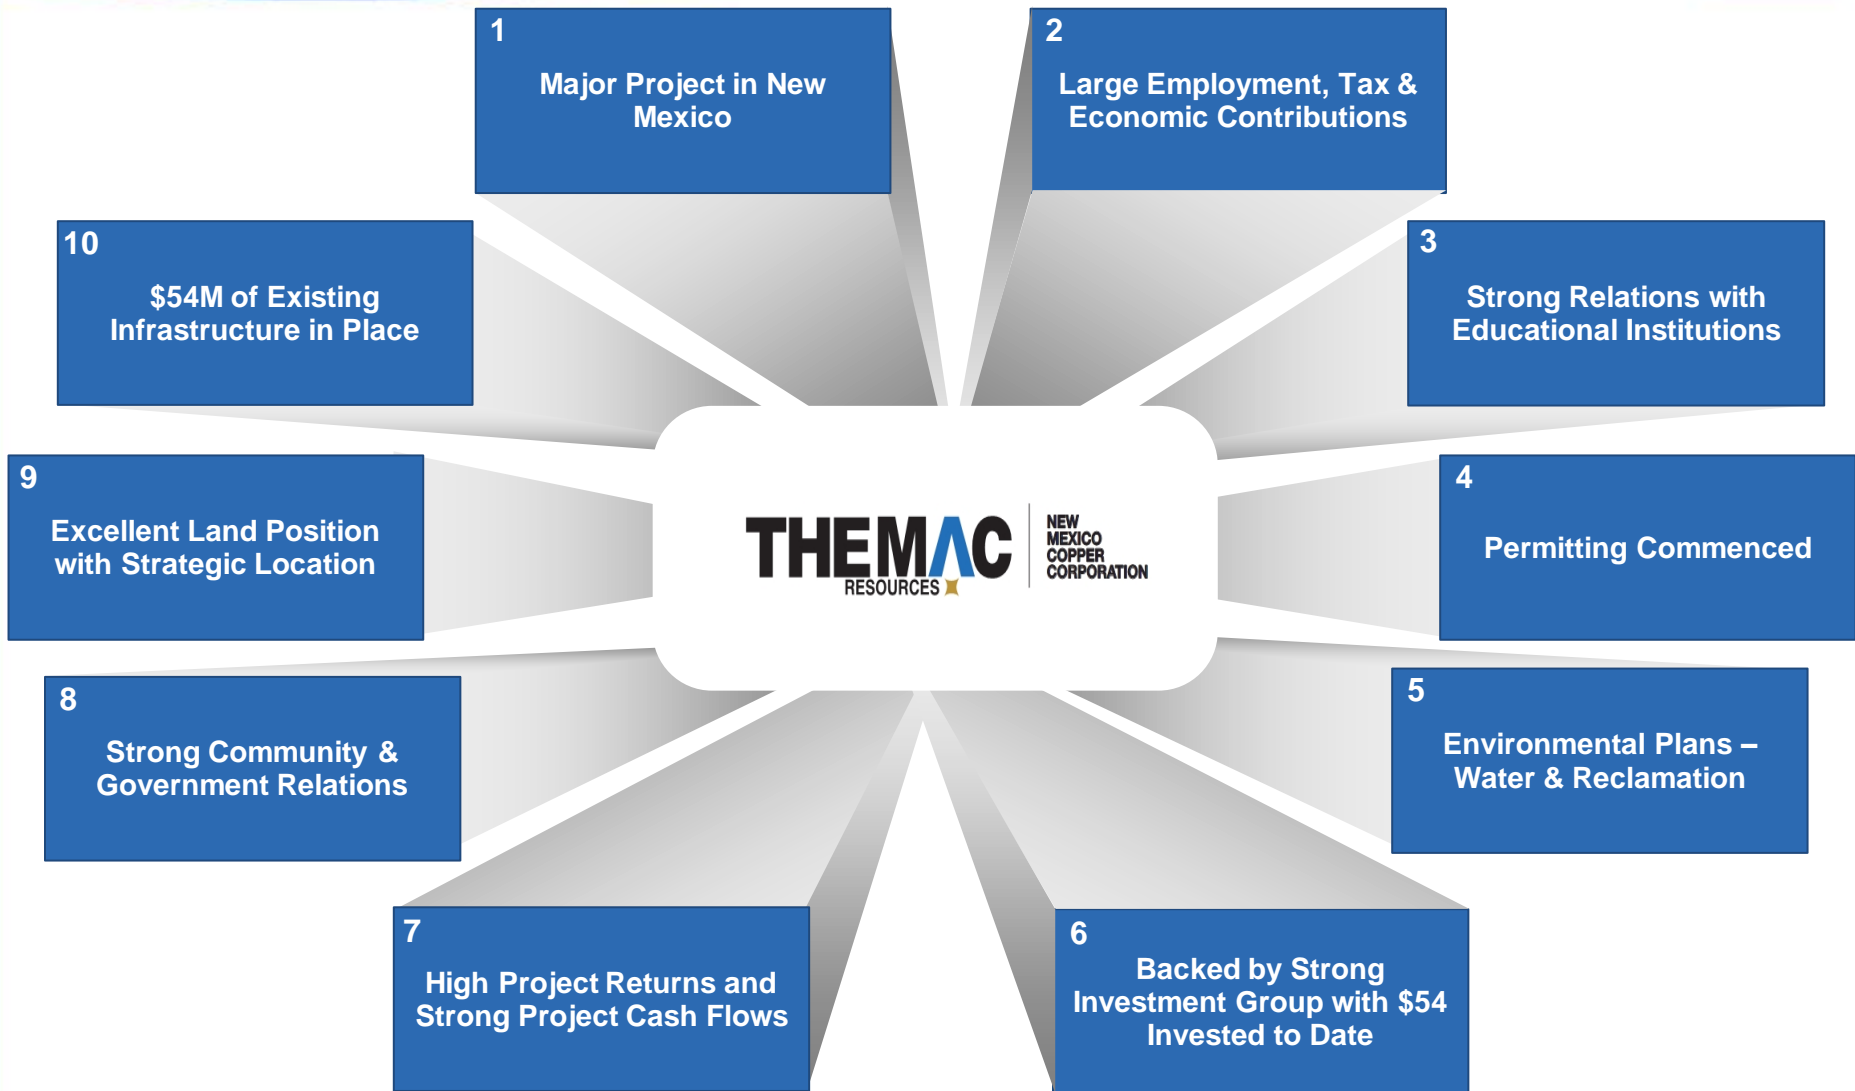 1
Major Project in New
Mexico
2
Large Employment, Tax &
Economic Contributions
3
Strong Relations with
Educational Institutions
4
Permitting Commenced
5
Environmental Plans –
Water & Reclamation
6
Backed by Strong
Investment Group with $54
Invested to Date
7
High Project Returns and
Strong Project Cash Flows
8
Strong Community &
Government Relations
9
Excellent Land Position
with Strategic Location
10
$54M of Existing
Infrastructure in Place
THEMAC
RESOURCES
NEW
MEXICO
COPPER
CORPORATION